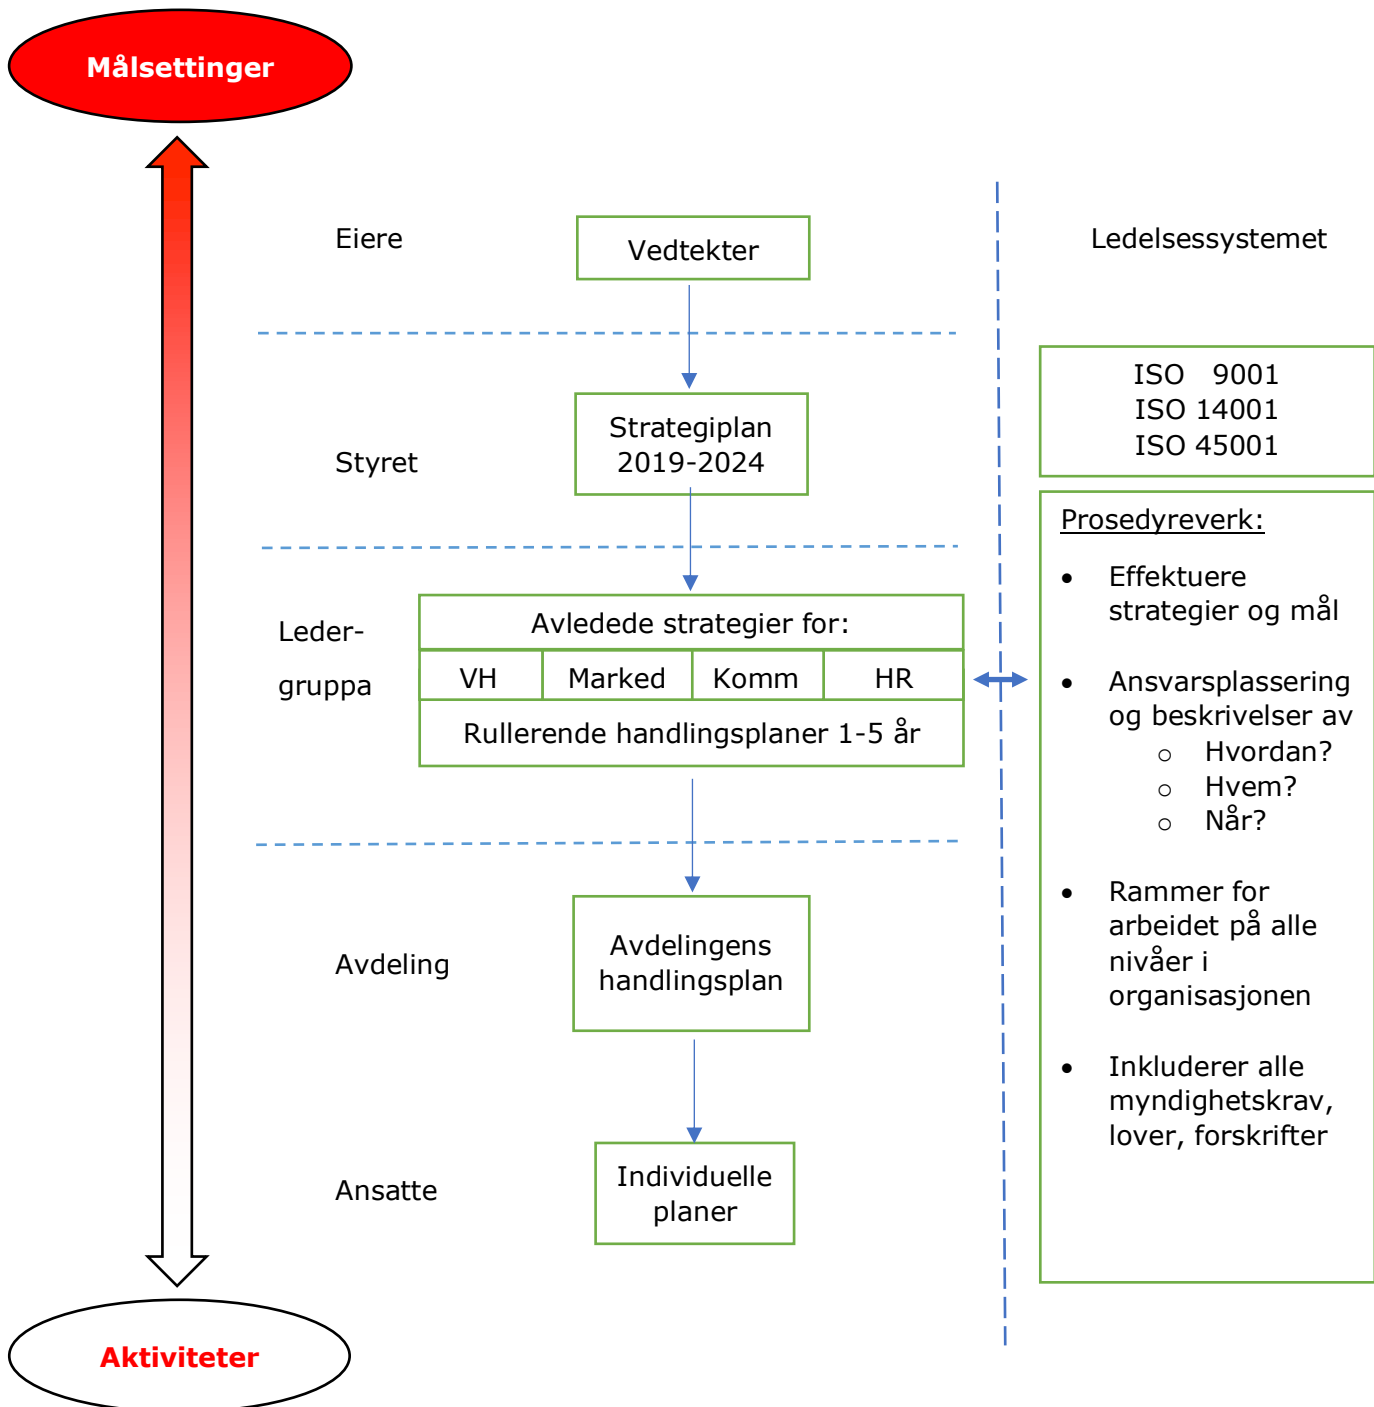 Målsettinger
Eiere
Vedtekter
Ledelsessystemet
Styret
Strategiplan
2019-2024
ISO 9001
ISO 14001
ISO 45001
Leder-
gruppa
Avledede strategier for:
VH Marked Komm HR
Rullerende handlingsplaner 1-5 år
Avdeling
Avdelingens
handlingsplan
Ansatte
Individuelle
planer
Prosedyreverk:
• Effektuere
strategier og mål
• Ansvarsplassering
og beskrivelser av
o Hvordan?
o Hvem?
o Når?
• Rammer for
arbeidet på alle
nivåer i
organisasjonen
• Inkluderer alle
myndighetskrav,
lover, forskrifter
Aktiviteter